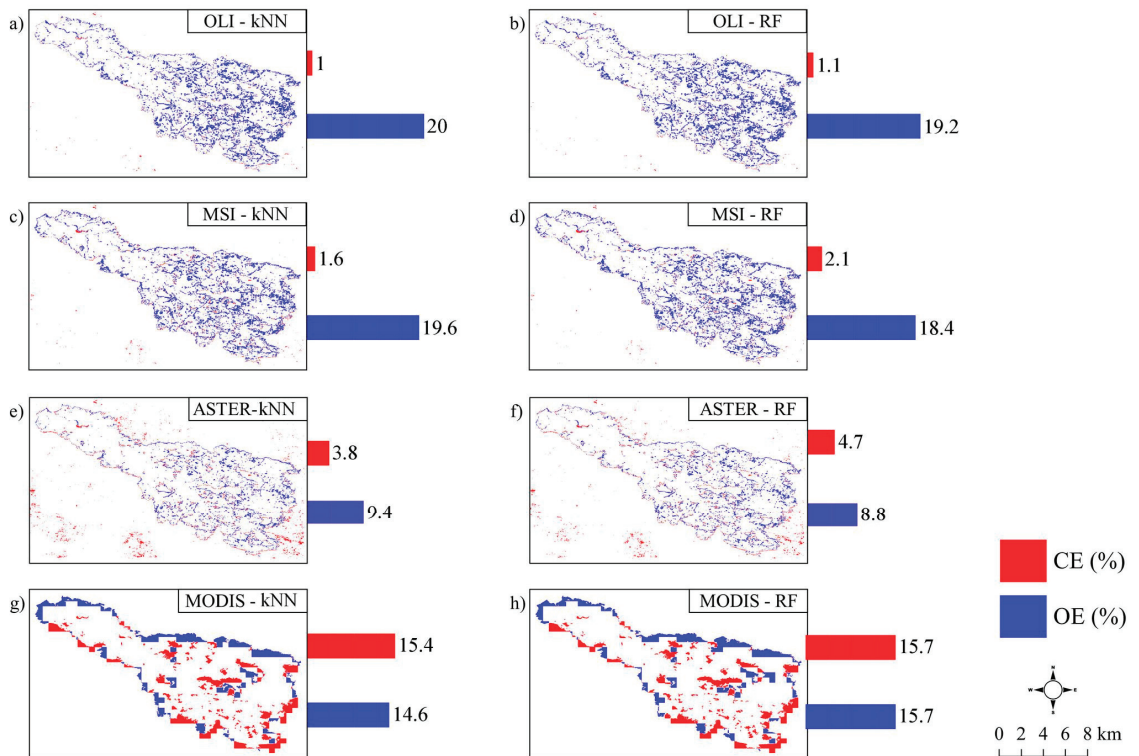 a) OLI - kNN
1
20
b) OLI - RF
1.1
19.2
c) MSI - kNN
1.6
19.6
d) MSI - RF
2.1
18.4
e) ASTER-kNN
3.8
9.4
f) ASTER - RF
4.7
8.8
g) MODIS - kNN
15.4
14.6
h) MODIS - RF
15.7
15.7
CE (%)
OE (%)
N
W E
S
0 2 4 6 8 km